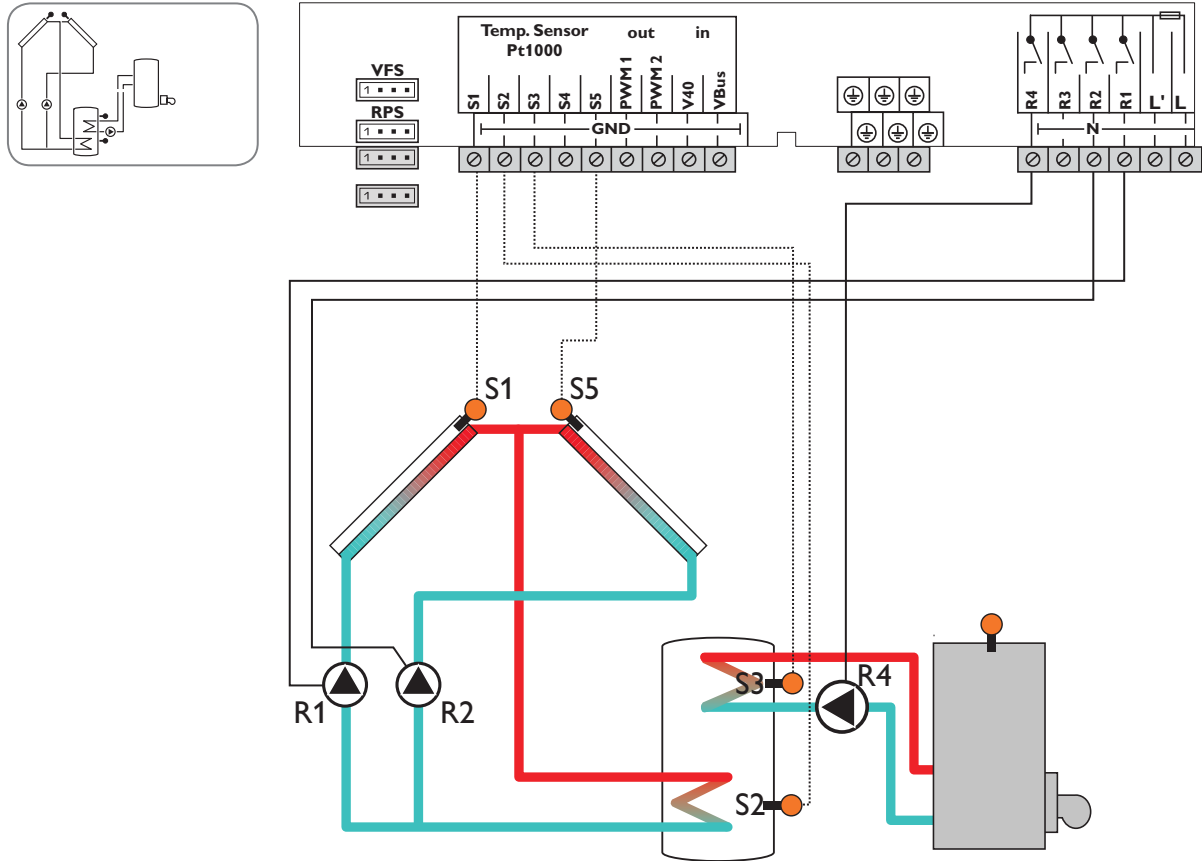 Temp. Sensor out in
Pt1000
VFS
1
RPS
1
1
1
S1 S2 S3 S4 S5 PWM 1 PWM 2 V40 VBus
GND
R4 R3 R2 R1 L' L
N
S1 S5
R1 R2
S3
R4
S2